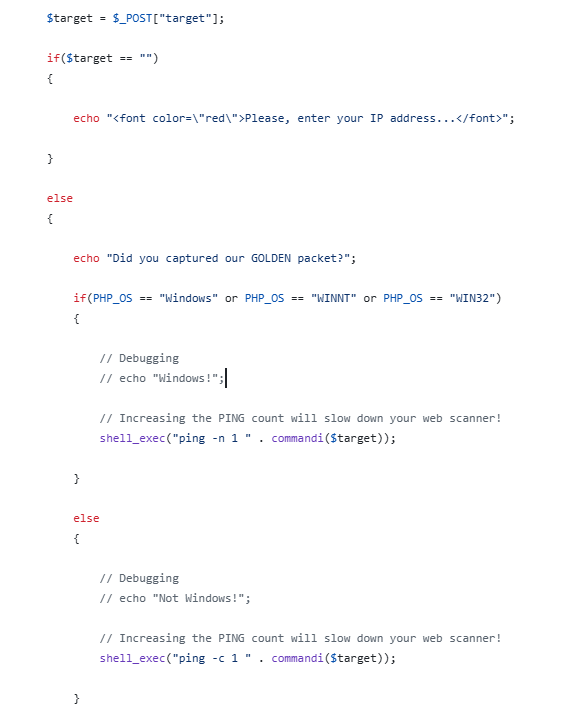 $target = $_POST["target"];
if($target == "")
{
echo "<font color=\"red\">Please, enter your IP address...</font>";
}
else
{
echo "Did you captured our GOLDEN packet?";
if(PHP_OS == "Windows" or PHP_OS == "WINNT" or PHP_OS == "WIN32")
{
// Debugging
// echo "Windows!";
// Increasing the PING count will slow down your web scanner!
shell_exec("ping -n 1 " . commandi($target));
}
else
{
// Debugging
// echo "Not Windows!";
// Increasing the PING count will slow down your web scanner!
shell_exec("ping -c 1 " . commandi($target));
}